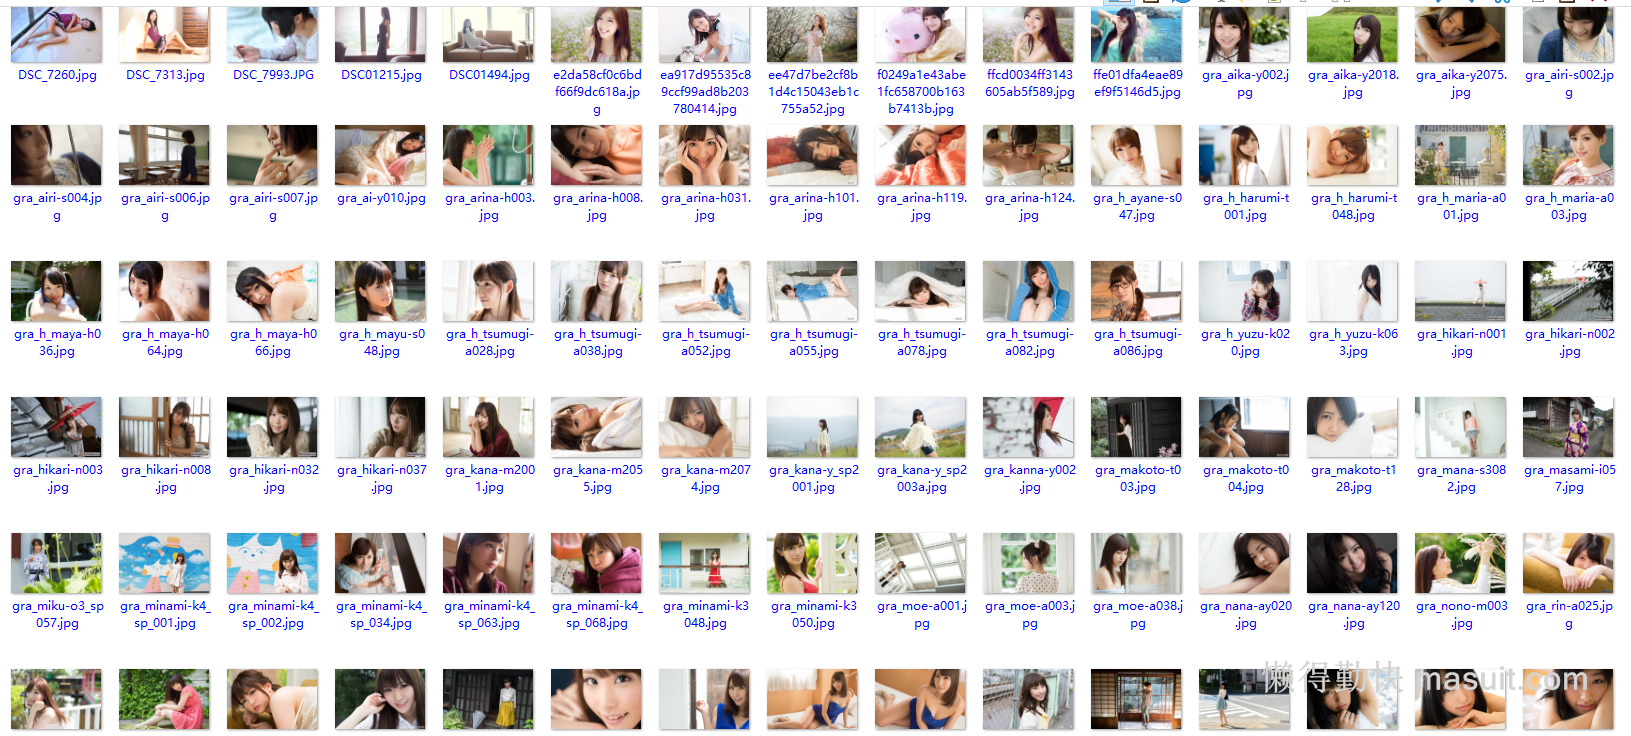 DSC_7260.jpg
DSC_7313.jpg
DSC_7993.JPG
DSC01215.jpg
DSC01494.jpg
e2da58cf0c6bd
f66f9dc618a.jp
g
ea917d95535c8
9ccf99ad8b203
780414.jpg
ee47d7be2cf8b
1d4c15043eb1c
755a52.jpg
f0249a1e43abe
1fc658700b163
b7413b.jpg
ffcd0034ff3143
605ab5f589.jpg
ffe01dfa4eae89
ef9f5146d5.jpg
gra_aika-y002.j
pg
gra_aika-y2018.
jpg
gra_aika-y2075.
jpg
gra_airi-s002.jp
g
gra_airi-s004.jp
g
gra_airi-s006.jp
g
gra_airi-s007.jp
g
gra_ai-y010.jpg
gra_arina-h003.
jpg
gra_arina-h008.
jpg
gra_arina-h031.
jpg
gra_arina-h101.
jpg
gra_arina-h119.
jpg
gra_arina-h124.
jpg
gra_h_ayane-s0
47.jpg
gra_h_harumi-t
001.jpg
gra_h_harumi-t
048.jpg
gra_h_maria-a0
01.jpg
gra_h_maria-a0
03.jpg
gra_h_maya-h0
36.jpg
gra_h_maya-h0
64.jpg
gra_h_maya-h0
66.jpg
gra_h_mayu-s0
48.jpg
gra_h_tsumugi-
a028.jpg
gra_h_tsumugi-
a038.jpg
gra_h_tsumugi-
a052.jpg
gra_h_tsumugi-
a055.jpg
gra_h_tsumugi-
a078.jpg
gra_h_tsumugi-
a082.jpg
gra_h_tsumugi-
a086.jpg
gra_h_yuzu-k02
0.jpg
gra_h_yuzu-k06
3.jpg
gra_hikari-n001
.jpg
gra_hikari-n002
.jpg
gra_hikari-n003
.jpg
gra_hikari-n008
.jpg
gra_hikari-n032
.jpg
gra_hikari-n037
.jpg
gra_kana-m200
1.jpg
gra_kana-m205
5.jpg
gra_kana-m207
4.jpg
gra_kana-y_sp2
001.jpg
gra_kana-y_sp2
003a.jpg
gra_kanna-y002
.jpg
gra_makoto-t0
03.jpg
gra_makoto-t0
04.jpg
gra_makoto-t1
28.jpg
gra_mana-s308
2.jpg
gra_masami-i05
7.jpg
gra_miku-o3_sp
057.jpg
gra_minami-k4_
sp_001.jpg
gra_minami-k4_
sp_002.jpg
gra_minami-k4_
sp_034.jpg
gra_minami-k4_
sp_063.jpg
gra_minami-k4_
sp_068.jpg
gra_minami-k3
048.jpg
gra_minami-k3
050.jpg
gra_moe-a001.j
pg
gra_moe-a003.j
pg
gra_moe-a038.j
pg
gra_nana-ay020
.jpg
gra_nana-ay120
.jpg
gra_nono-m003
.jpg
gra_rin-a025.jp
g
懒得勤快 masuit.com